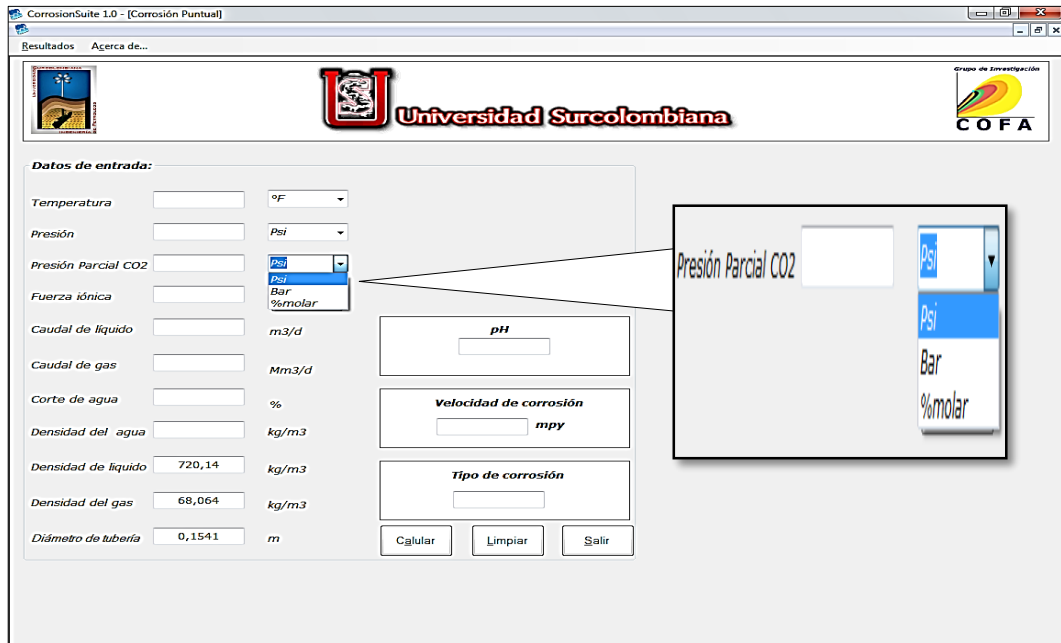 CorrosionSuite 1.0 - [Corrosión Puntual]
Resultados Acerca de...
Universidad Surcolombiana
Grupo de Investigación
COFA
Datos de entrada:
Temperatura °F
Presión Psi
Presión Parcial CO2 Psi
Psi
Bar
%molar
Fuerza iónica
Caudal de líquido m3/d
Caudal de gas Mm3/d
Corte de agua %
Densidad del agua kg/m3
Densidad de liquido 720,14 kg/m3
Densidad del gas 68,064 kg/m3
Diámetro de tubería 0,1541 m
pH
Velocidad de corrosión
mpy
Tipo de corrosión
Calular Limpiar Salir
Presión Parcial CO2 Psi
Psi
Bar
%molar